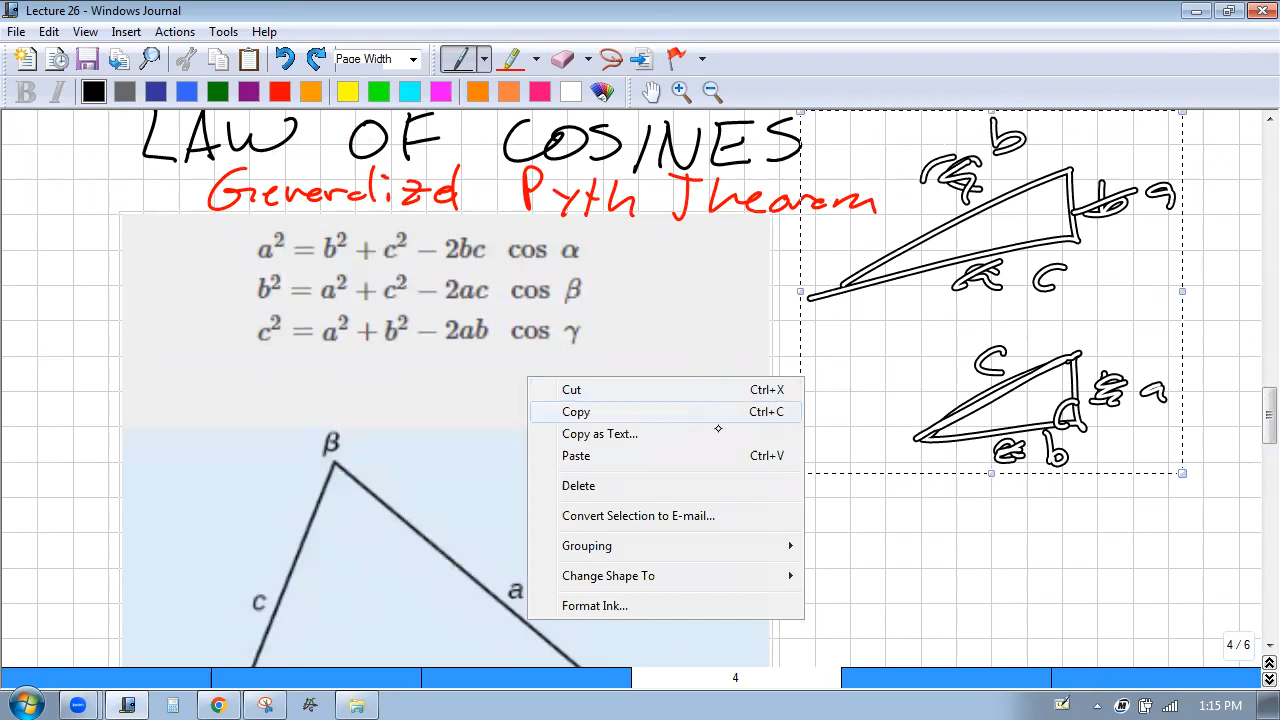 Lecture 26 - Windows Journal
File Edit View Insert Actions Tools Help
Page Width
B I
LAW OF COSINES
Generalized Pyth Theorem
a² = b² + c² − 2bc cos α
b² = a² + c² − 2ac cos β
c² = a² + b² − 2ab cos γ
b
b a
c
c
a
b
Cut Ctrl+X
Copy Ctrl+C
Copy as Text...
Paste Ctrl+V
Delete
Convert Selection to E-mail...
Grouping
Change Shape To
Format Ink...
β
c
a
4 / 6
4
1:15 PM